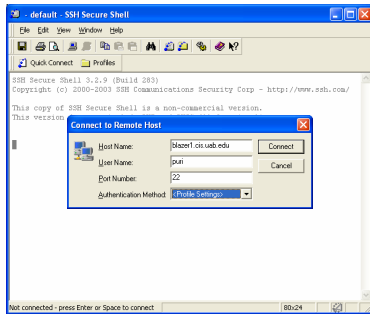 - default - SSH Secure Shell
File Edit View Window Help
Quick Connect Profiles
SSH Secure Shell 3.2.9 (Build 283)
Copyright (c) 2000-2003 SSH Communications Security Corp - http://www.ssh.com/
This copy of SSH Secure Shell is a non-commercial version.
This version
Connect to Remote Host
Host Name: blazer1.cis.uab.edu Connect
User Name: puri Cancel
Port Number: 22
Authentication Method: <Profile Settings>
Not connected - press Enter or Space to connect 80x24